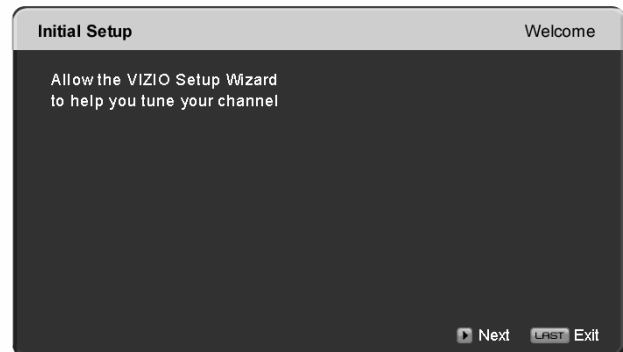 Initial Setup Welcome
Allow the VIZIO Setup Wizard
to help you tune your channel
Next LAST Exit